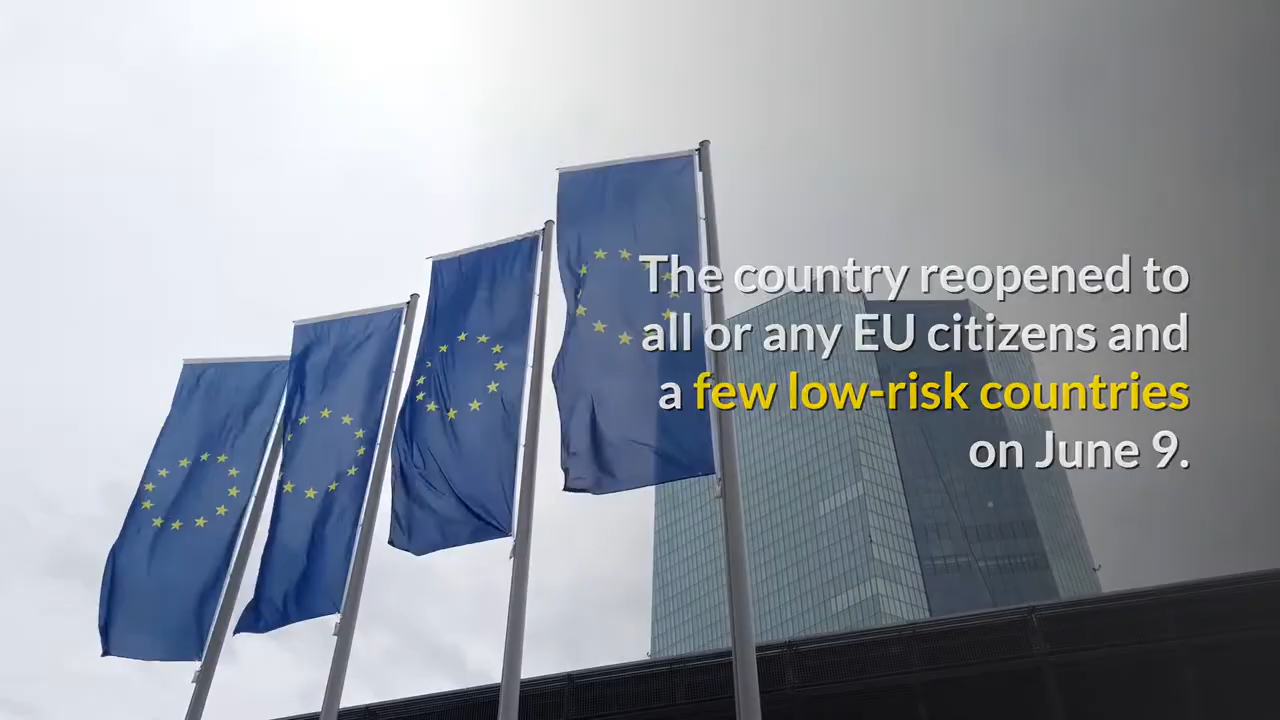 The country reopened to
all or any EU citizens and
a few low-risk countries
on June 9.